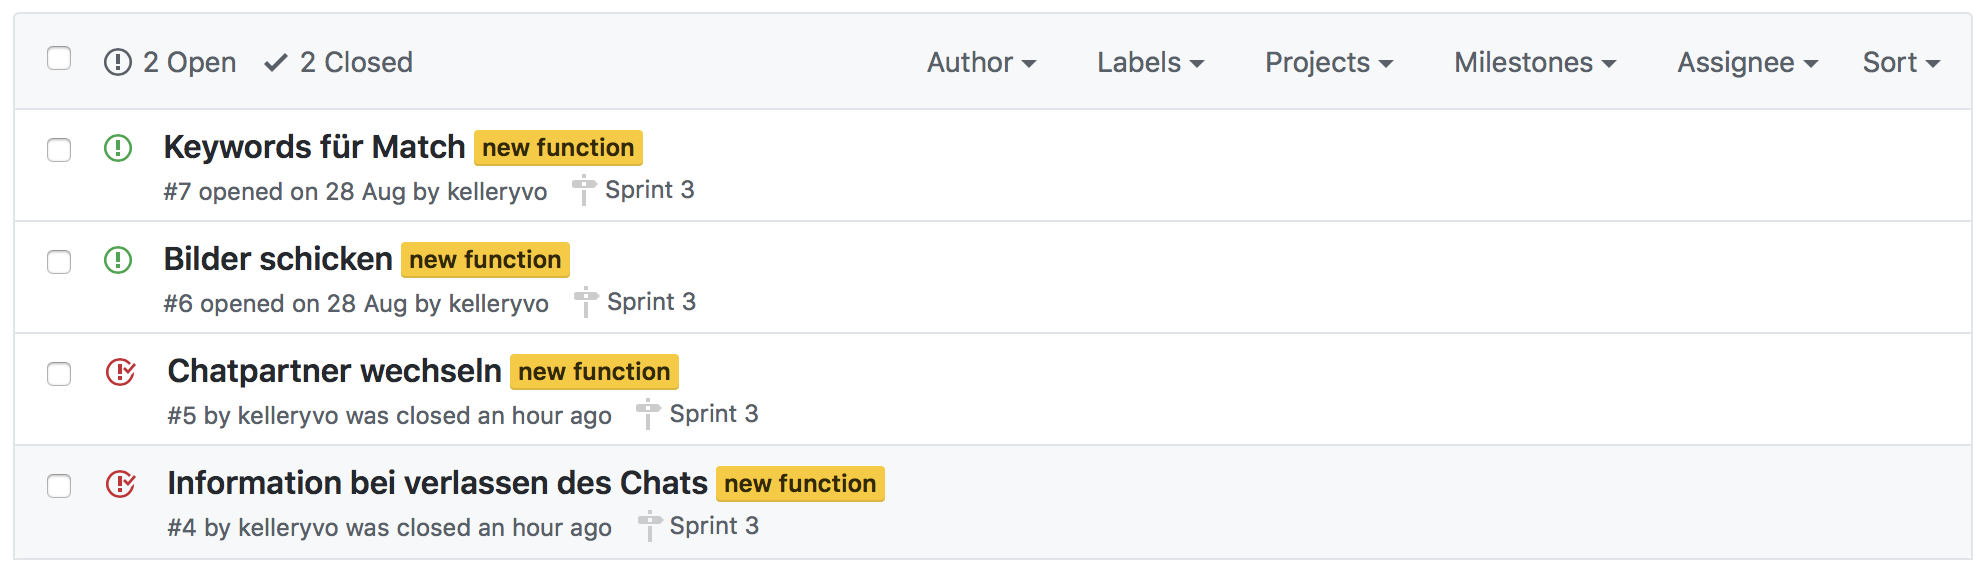 2 Open 2 Closed Author Labels Projects Milestones Assignee Sort
Keywords für Match new function
#7 opened on 28 Aug by kelleryvo Sprint 3
Bilder schicken new function
#6 opened on 28 Aug by kelleryvo Sprint 3
Chatpartner wechseln new function
#5 by kelleryvo was closed an hour ago Sprint 3
Information bei verlassen des Chats new function
#4 by kelleryvo was closed an hour ago Sprint 3